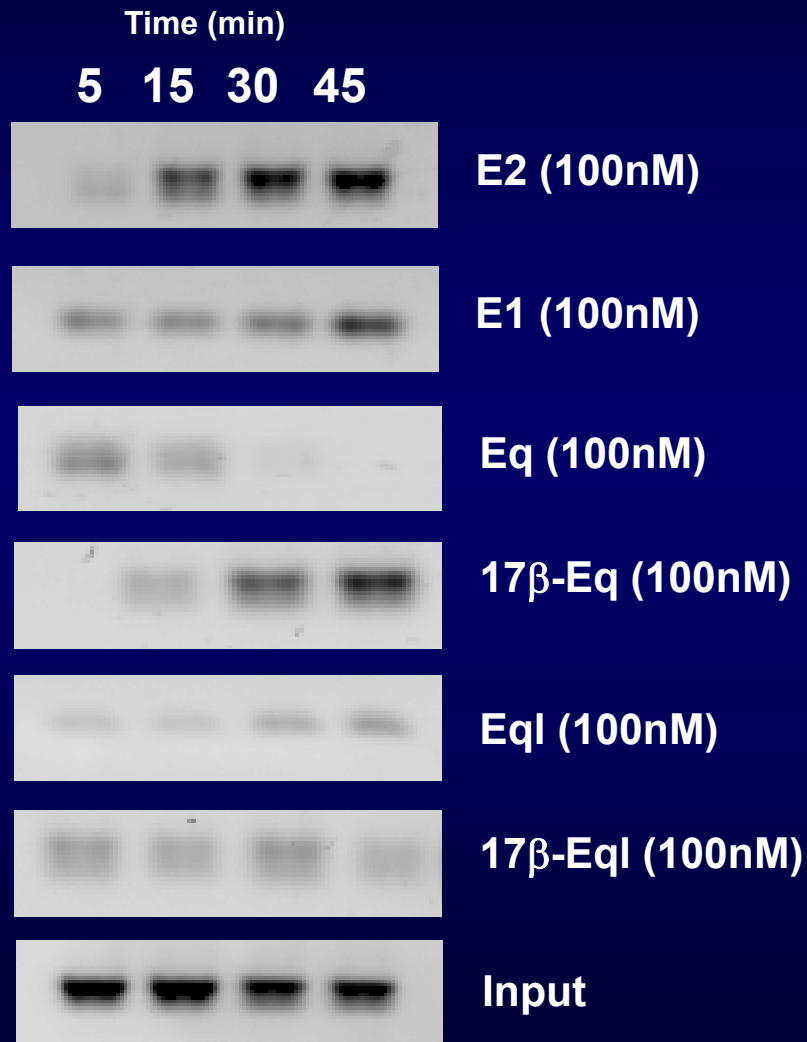 Time (min)
5 15 30 45
E2 (100nM)
E1 (100nM)
Eq (100nM)
17β-Eq (100nM)
Eql (100nM)
17β-Eql (100nM)
Input